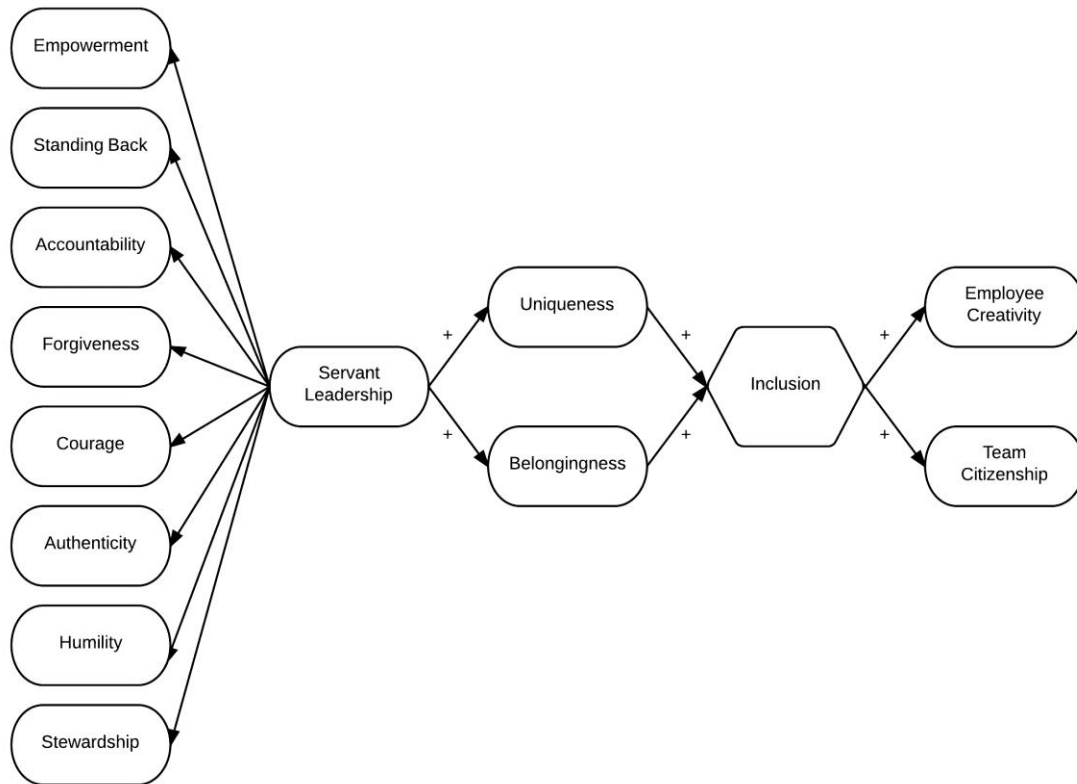 Empowerment
Standing Back
Accountability
Forgiveness
Courage
Authenticity
Humility
Stewardship
Servant
Leadership
+
+
Uniqueness
Belongingness
+
+
Inclusion
+
+
Employee
Creativity
Team
Citizenship